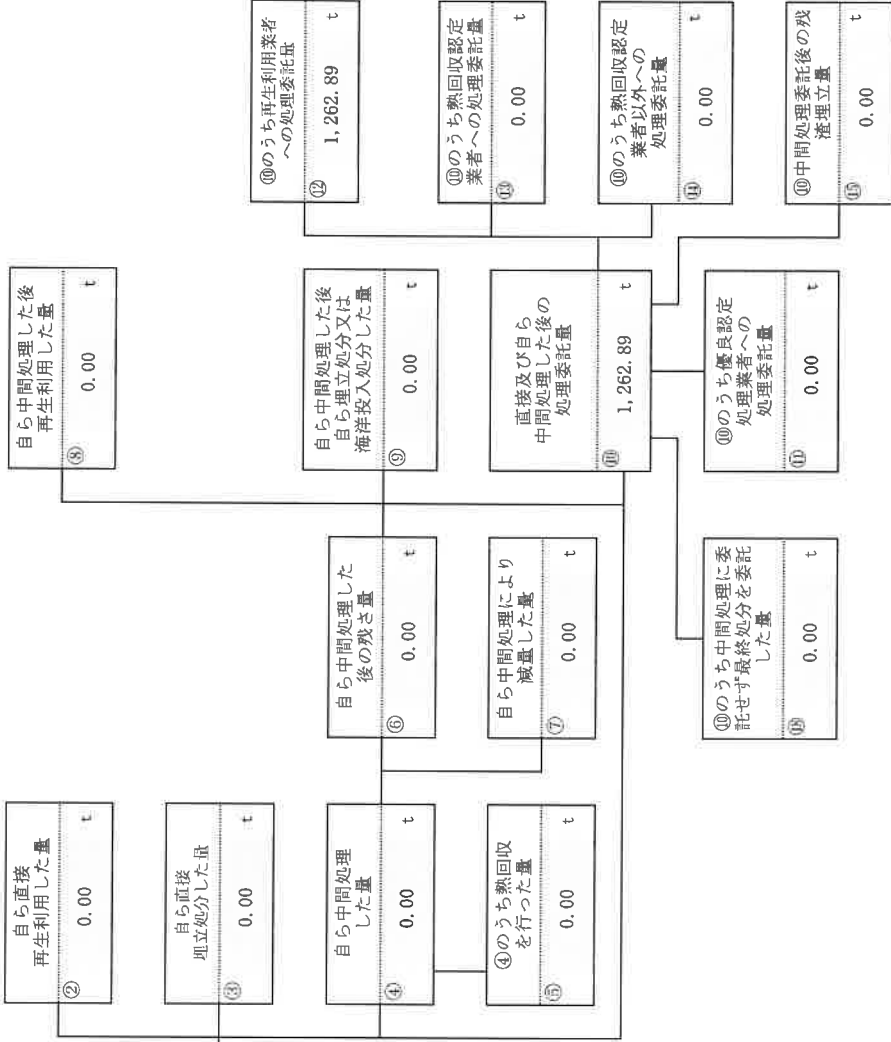 自ら直接
再生利用した量
② 0.00 t
自ら直接
埋立処分した量
③ 0.00 t
自ら中間処理
した量
④ 0.00 t
④のうち熱回収
を行った量
⑤ 0.00 t
自ら中間処理した
後の残さ量
⑥ 0.00 t
自ら中間処理により
減量した量
⑦ 0.00 t
自ら中間処理した後
再生利用した量
⑧ 0.00 t
自ら中間処理した後
自ら埋立処分又は
海洋投入処分した量
⑨ 0.00 t
直接及び自ら
中間処理した後の
処理委託量
⑩ 1,262.89 t
⑩のうち優良認定
処理業者への
処理委託量
⑪ 0.00 t
⑩のうち中間処理に委
託せず最終処分を委託
した量
0.00 t
⑩のうち再生利用業者
への処理委託量
⑫ 1,262.89 t
⑩のうち熱回収認定
業者への処理委託量
⑬ 0.00 t
⑩のうち熱回収認定
業者以外への
処理委託量
⑭ 0.00 t
⑩中間処理委託後の残
渣埋立量
⑮ 0.00 t